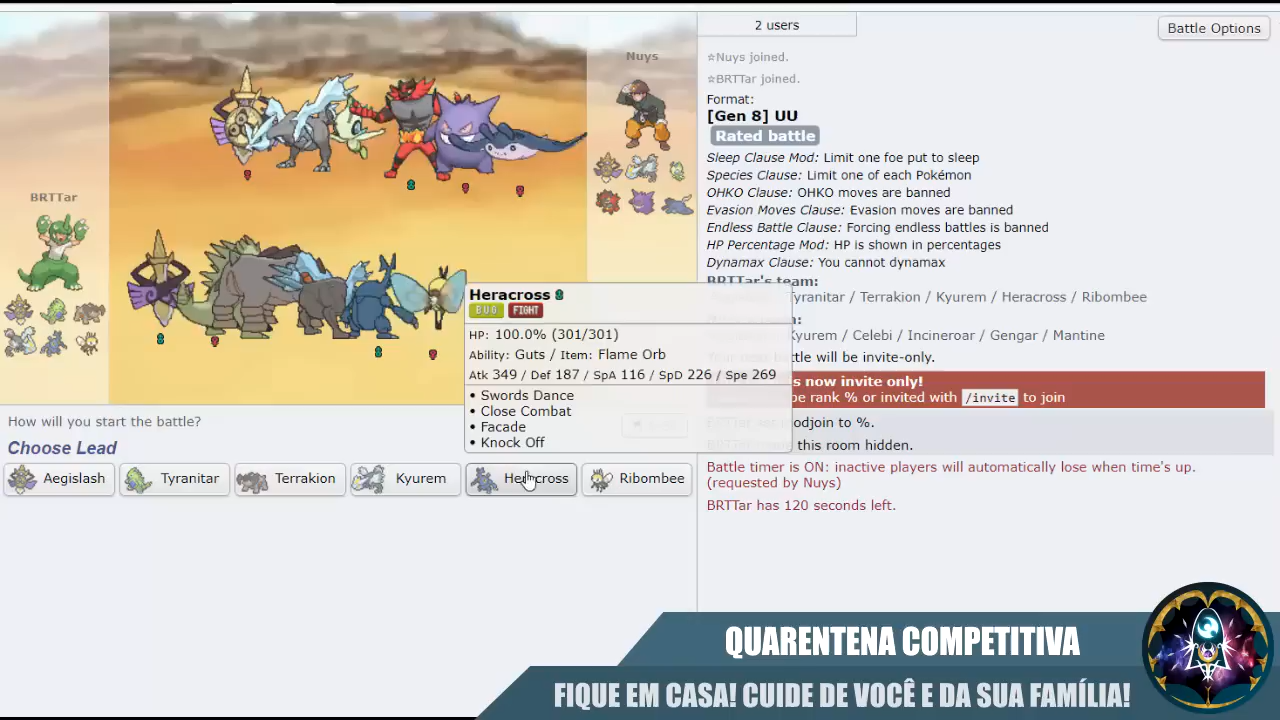 2 users
Battle Options
☆Nuys joined.
☆BRTTar joined.
Format:
[Gen 8] UU
Rated battle
Sleep Clause Mod: Limit one foe put to sleep
Species Clause: Limit one of each Pokémon
OHKO Clause: OHKO moves are banned
Evasion Moves Clause: Evasion moves are banned
Endless Battle Clause: Forcing endless battles is banned
HP Percentage Mod: HP is shown in percentages
Dynamax Clause: You cannot dynamax
BRTTar's team:
Tyranitar / Terrakion / Kyurem / Heracross / Ribombee
Kyurem / Celebi / Incineroar / Gengar / Mantine
battle will be invite-only.
s now invite only!
be rank % or invited with /invite to join
modjoin to %.
this room hidden.
Battle timer is ON: inactive players will automatically lose when time's up.
(requested by Nuys)
BRTTar has 120 seconds left.
Nuys
BRTTar
Heracross
BUG FIGHT
HP: 100.0% (301/301)
Ability: Guts / Item: Flame Orb
Atk 349 / Def 187 / SpA 116 / SpD 226 / Spe 269
• Swords Dance
• Close Combat
• Facade
• Knock Off
How will you start the battle?
Choose Lead
Aegislash
Tyranitar
Terrakion
Kyurem
Heracross
Ribombee
QUARENTENA COMPETITIVA
FIQUE EM CASA! CUIDE DE VOCÊ E DA SUA FAMÍLIA!